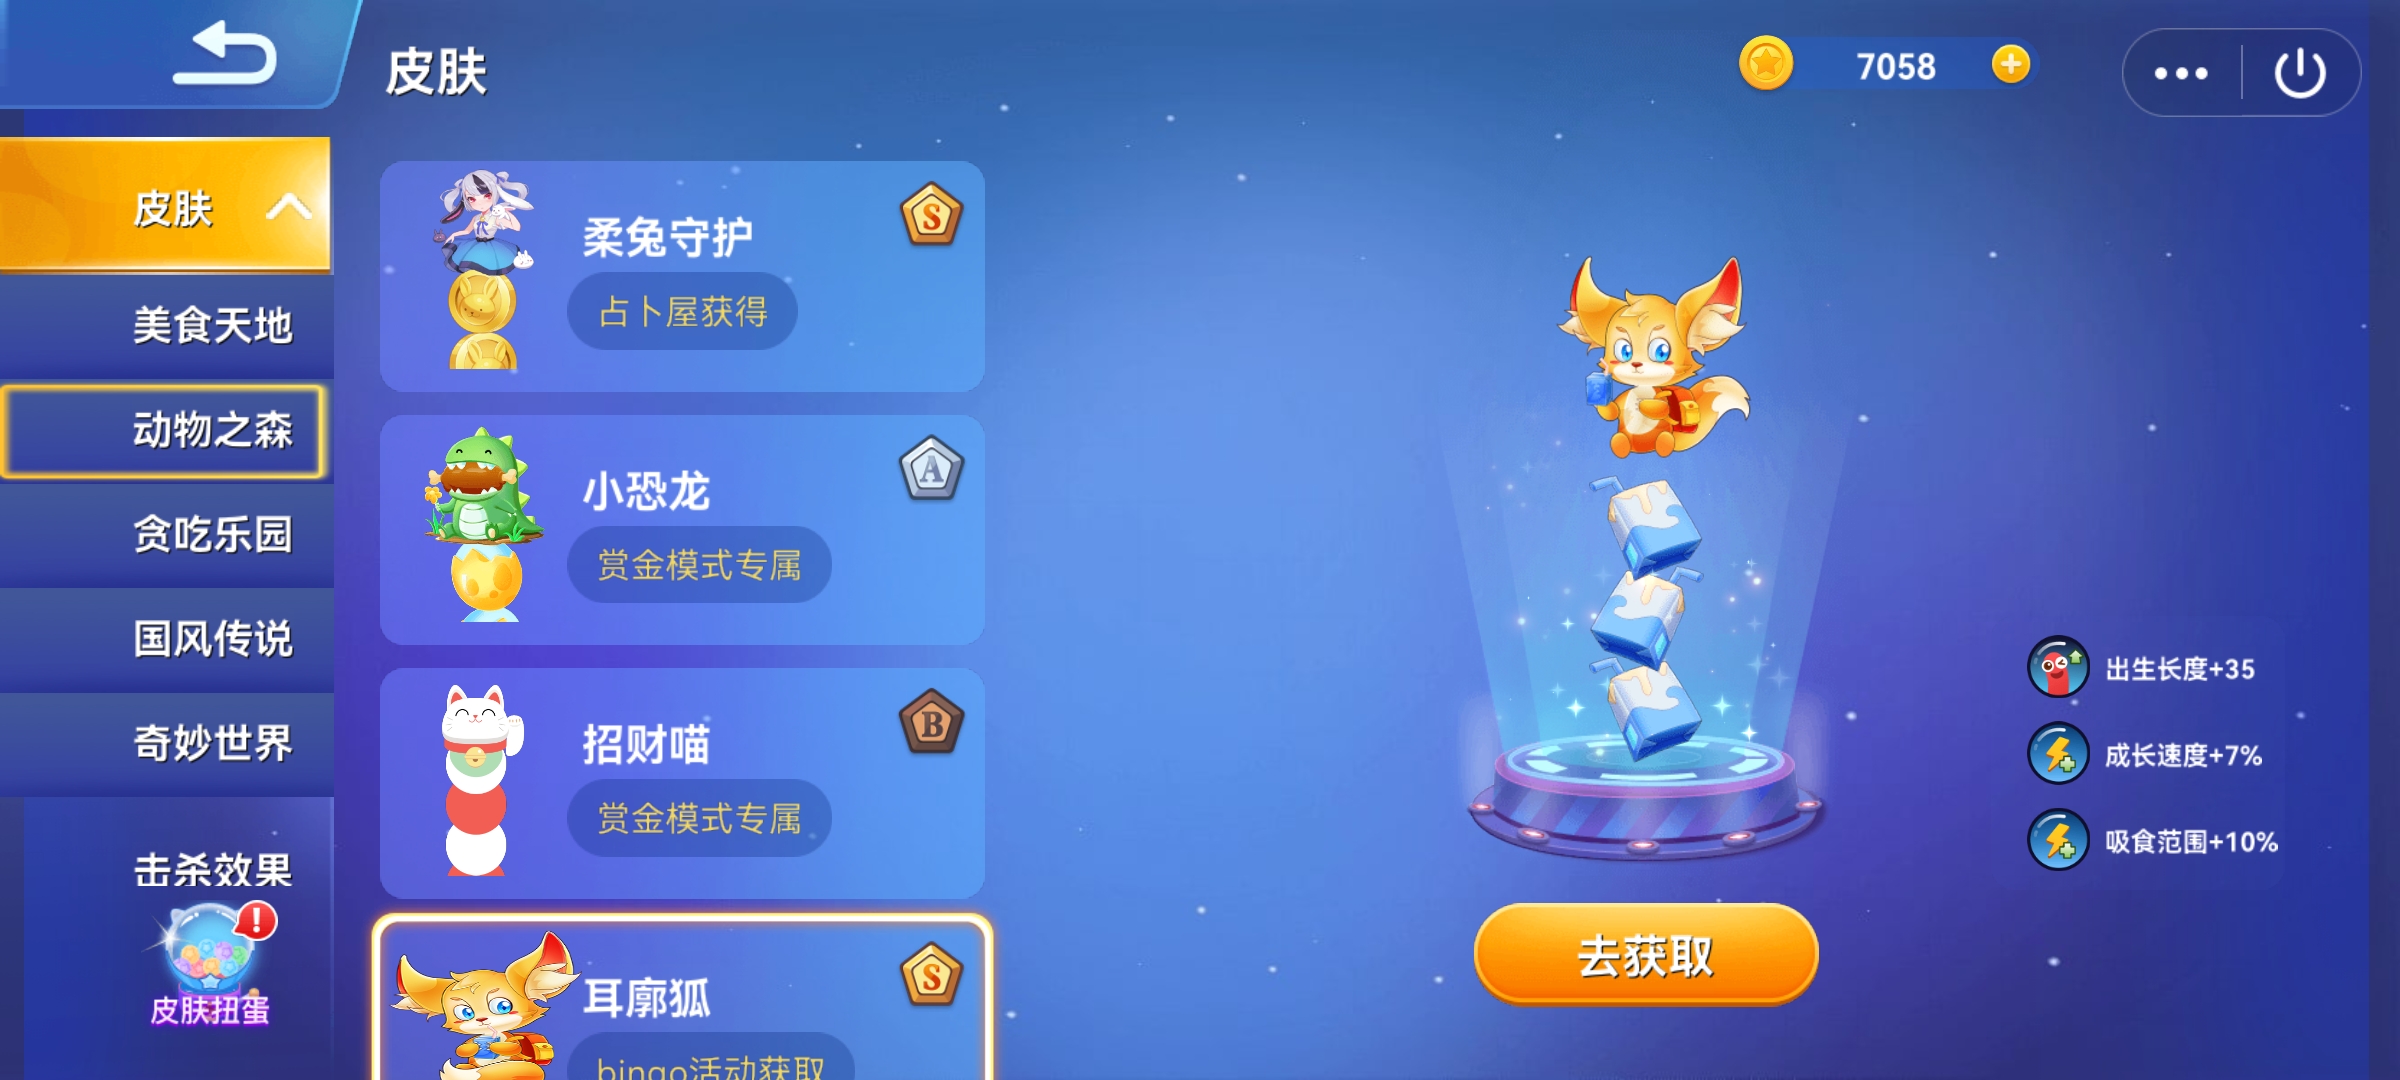 皮肤
7058
皮肤
美食天地
动物之森
贪吃乐园
国风传说
奇妙世界
击杀效果
皮肤扭蛋
柔兔守护
S
占卜屋获得
小恐龙
A
赏金模式专属
招财喵
B
赏金模式专属
耳廓狐
S
bingo活动获取
出生长度+35
成长速度+7%
吸食范围+10%
去获取